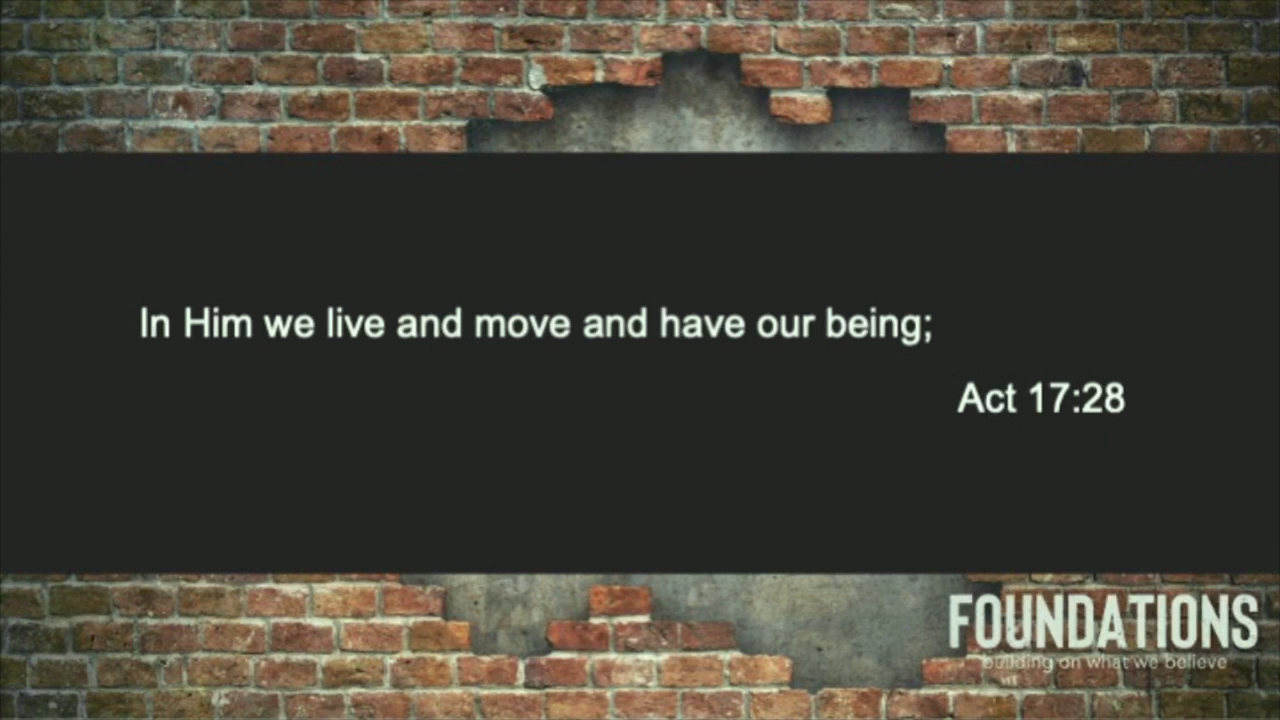 In Him we live and move and have our being;
Act 17:28
FOUNDATIONS
building on what we believe